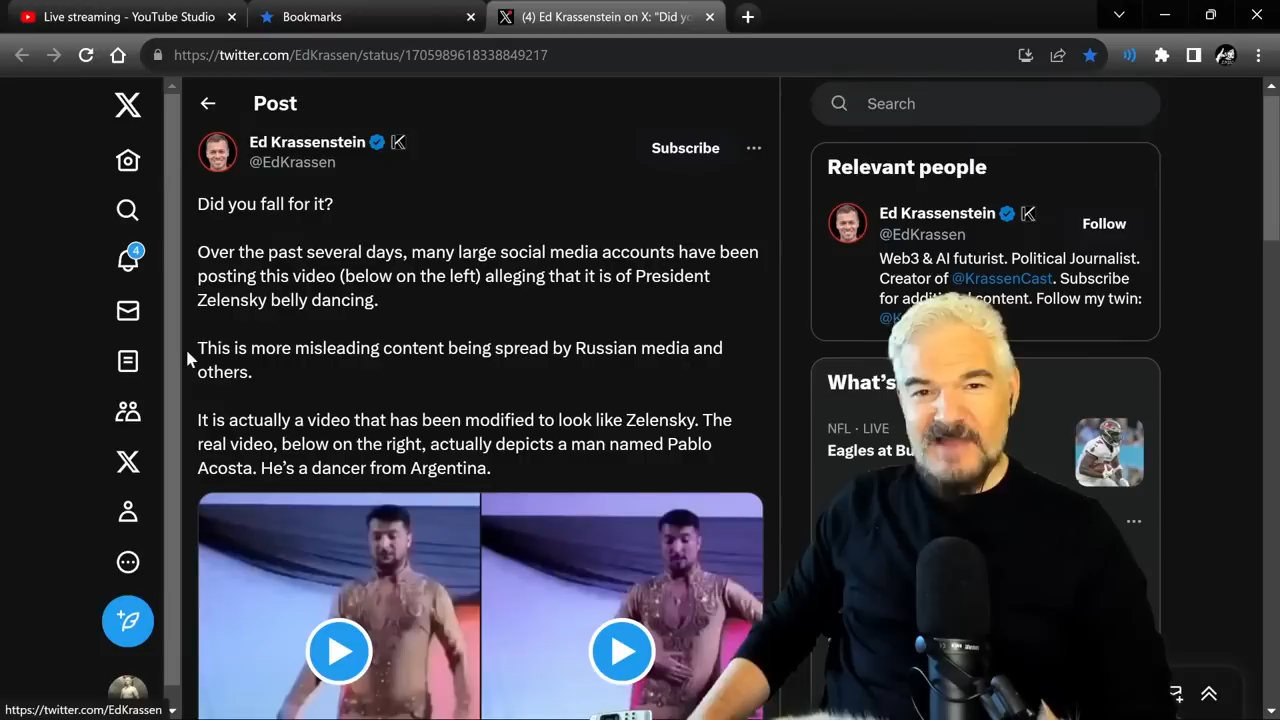 Live streaming - YouTube Studio
Bookmarks
(4) Ed Krassenstein on X: "Did yo
https://twitter.com/EdKrassen/status/1705989618338849217
Post
Ed Krassenstein
@EdKrassen
Subscribe
Did you fall for it?
Over the past several days, many large social media accounts have been
posting this video (below on the left) alleging that it is of President
Zelensky belly dancing.
This is more misleading content being spread by Russian media and
others.
It is actually a video that has been modified to look like Zelensky. The
real video, below on the right, actually depicts a man named Pablo
Acosta. He's a dancer from Argentina.
4
Search
Relevant people
Ed Krassenstein
@EdKrassen
Follow
Web3 & AI futurist. Political Journalist.
Creator of @KrassenCast. Subscribe
for additional content. Follow my twin:
What's
NFL · LIVE
Eagles at Bu
https://twitter.com/EdKrassen